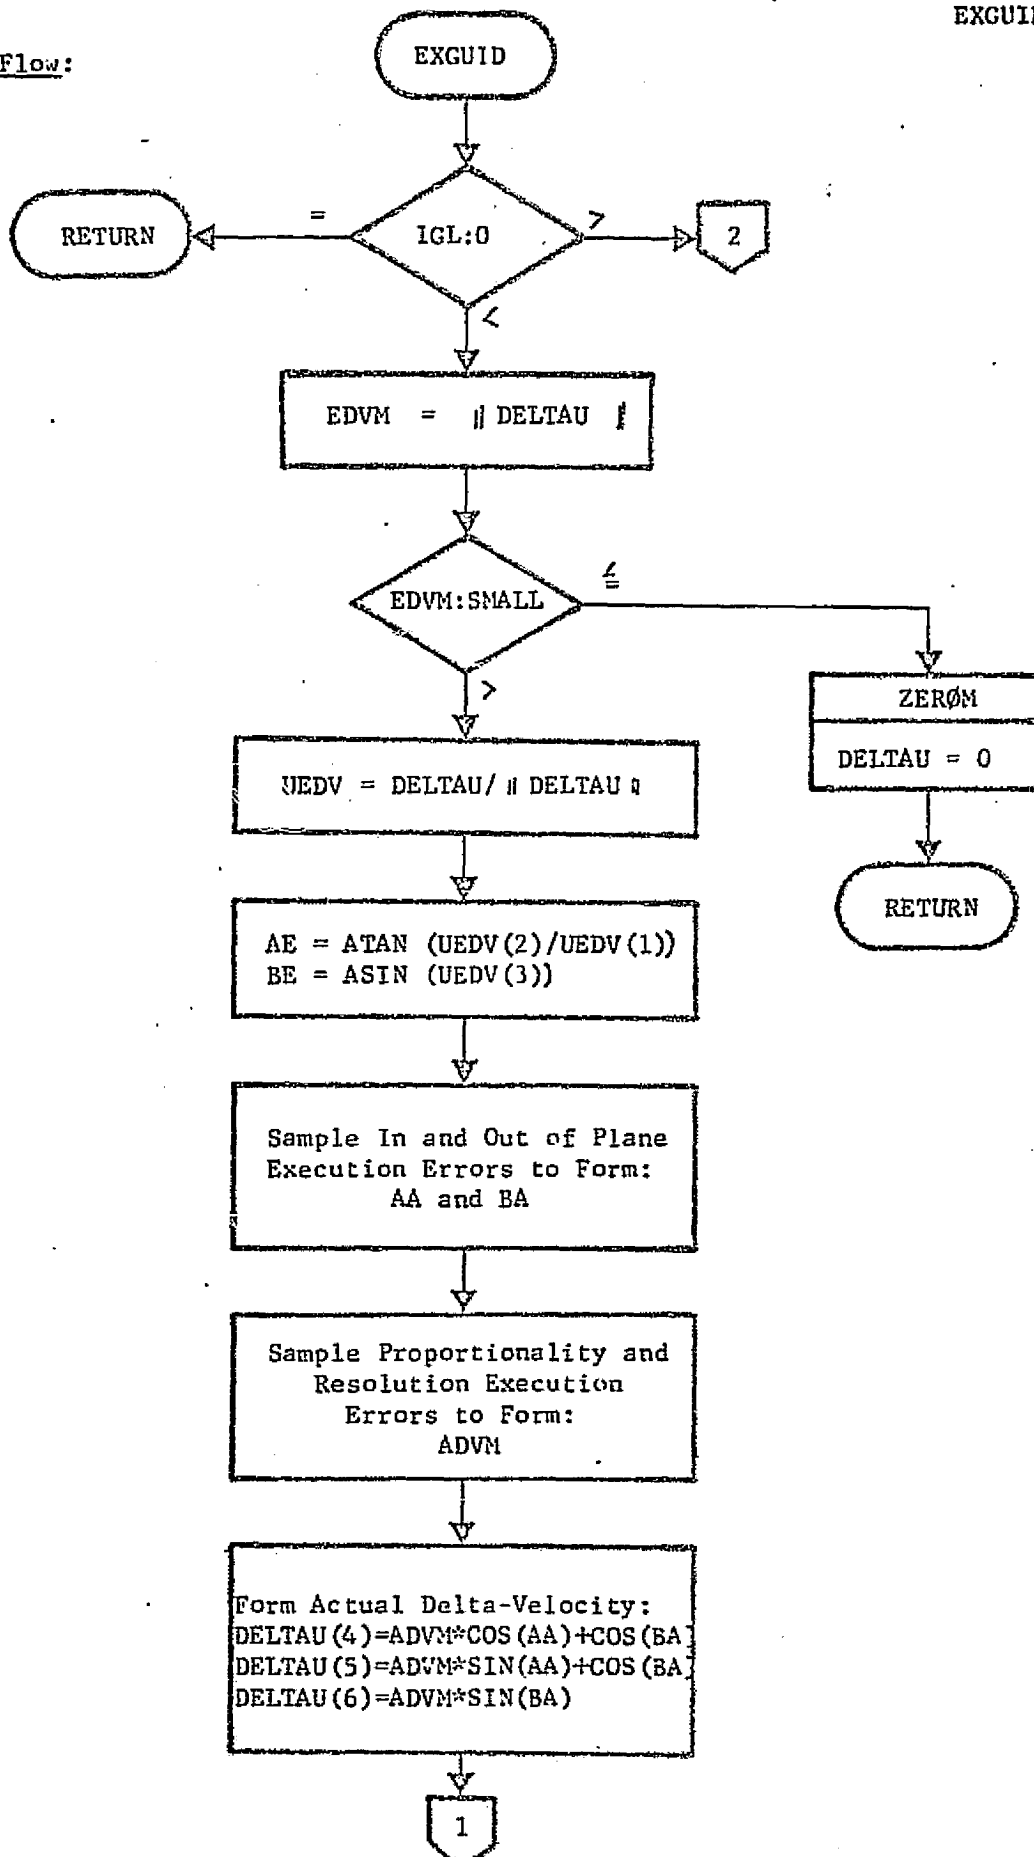 EXGUI
Flow:
EXGUID
IGL:0
=
RETURN
>
2
<
EDVM = || DELTAU ||
EDVM:SMALL
≤
>
ZERØM
DELTAU = 0
RETURN
UEDV = DELTAU/ || DELTAU ||
AE = ATAN (UEDV(2)/UEDV(1))
BE = ASIN (UEDV(3))
Sample In and Out of Plane
Execution Errors to Form:
AA and BA
Sample Proportionality and
Resolution Execution
Errors to Form:
ADVM
Form Actual Delta-Velocity:
DELTAU(4)=ADVM*COS(AA)+COS(BA)
DELTAU(5)=ADVM*SIN(AA)+COS(BA)
DELTAU(6)=ADVM*SIN(BA)
1